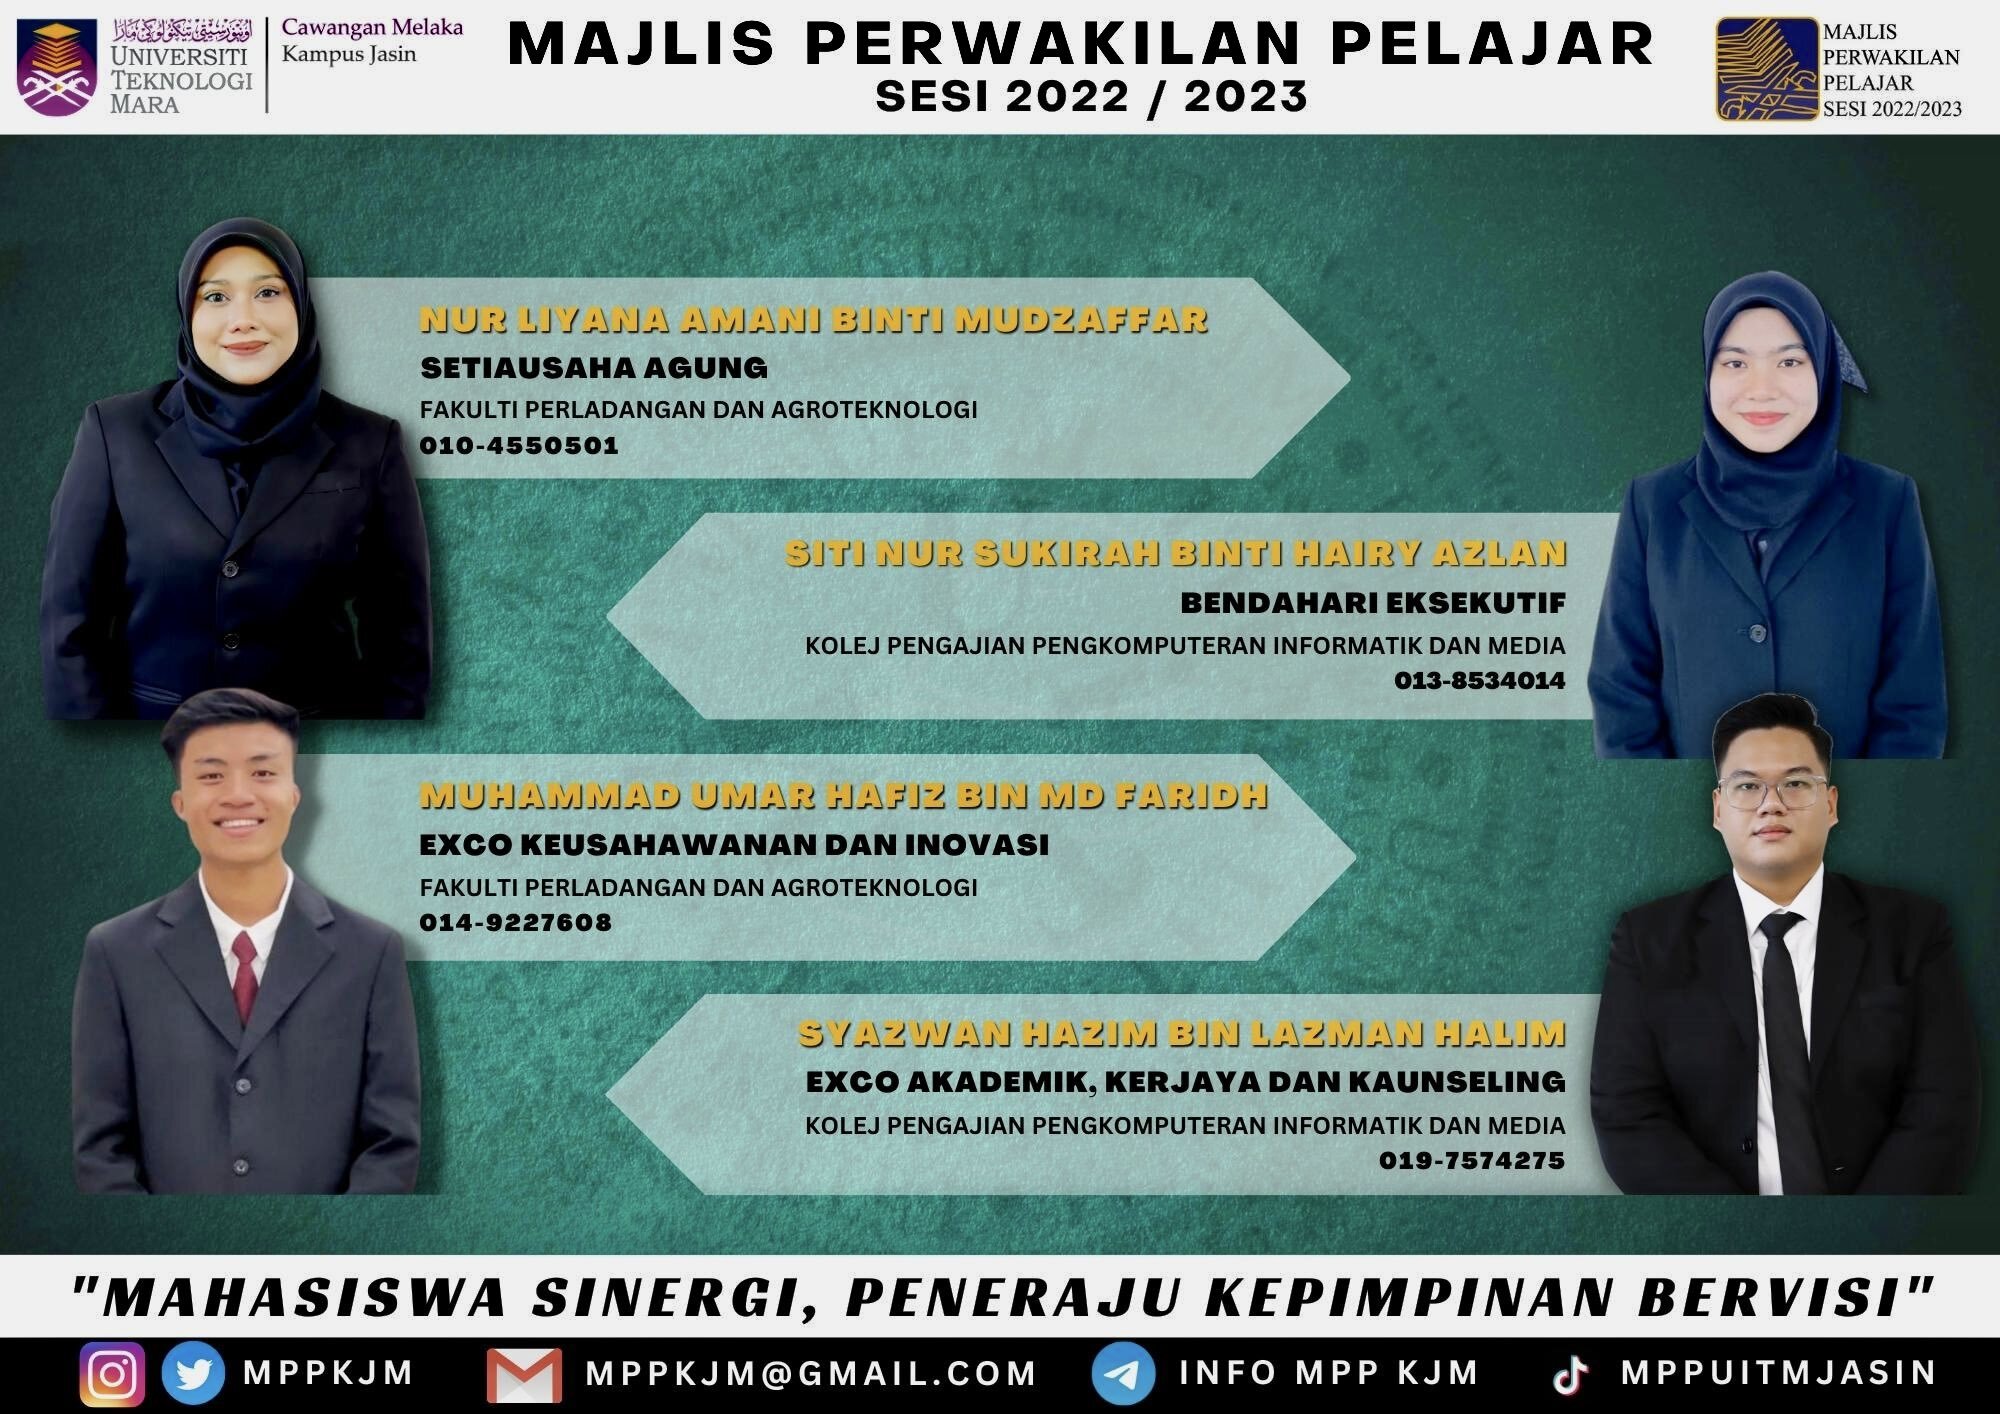 اونيۏرسيتي تيكنولوݢي مارا
UNIVERSITI
TEKNOLOGI
MARA
Cawangan Melaka
Kampus Jasin
MAJLIS PERWAKILAN PELAJAR
SESI 2022 / 2023
MAJLIS
PERWAKILAN
PELAJAR
SESI 2022/2023
NUR LIYANA AMANI BINTI MUDZAFFAR
SETIAUSAHA AGUNG
FAKULTI PERLADANGAN DAN AGROTEKNOLOGI
010-4550501
SITI NUR SUKIRAH BINTI HAIRY AZLAN
BENDAHARI EKSEKUTIF
KOLEJ PENGAJIAN PENGKOMPUTERAN INFORMATIK DAN MEDIA
013-8534014
MUHAMMAD UMAR HAFIZ BIN MD FARIDH
EXCO KEUSAHAWANAN DAN INOVASI
FAKULTI PERLADANGAN DAN AGROTEKNOLOGI
014-9227608
SYAZWAN HAZIM BIN LAZMAN HALIM
EXCO AKADEMIK, KERJAYA DAN KAUNSELING
KOLEJ PENGAJIAN PENGKOMPUTERAN INFORMATIK DAN MEDIA
019-7574275
"MAHASISWA SINERGI, PENERAJU KEPIMPINAN BERVISI"
MPPKJM
MPPKJM@GMAIL.COM
INFO MPP KJM
MPPUITMJASIN